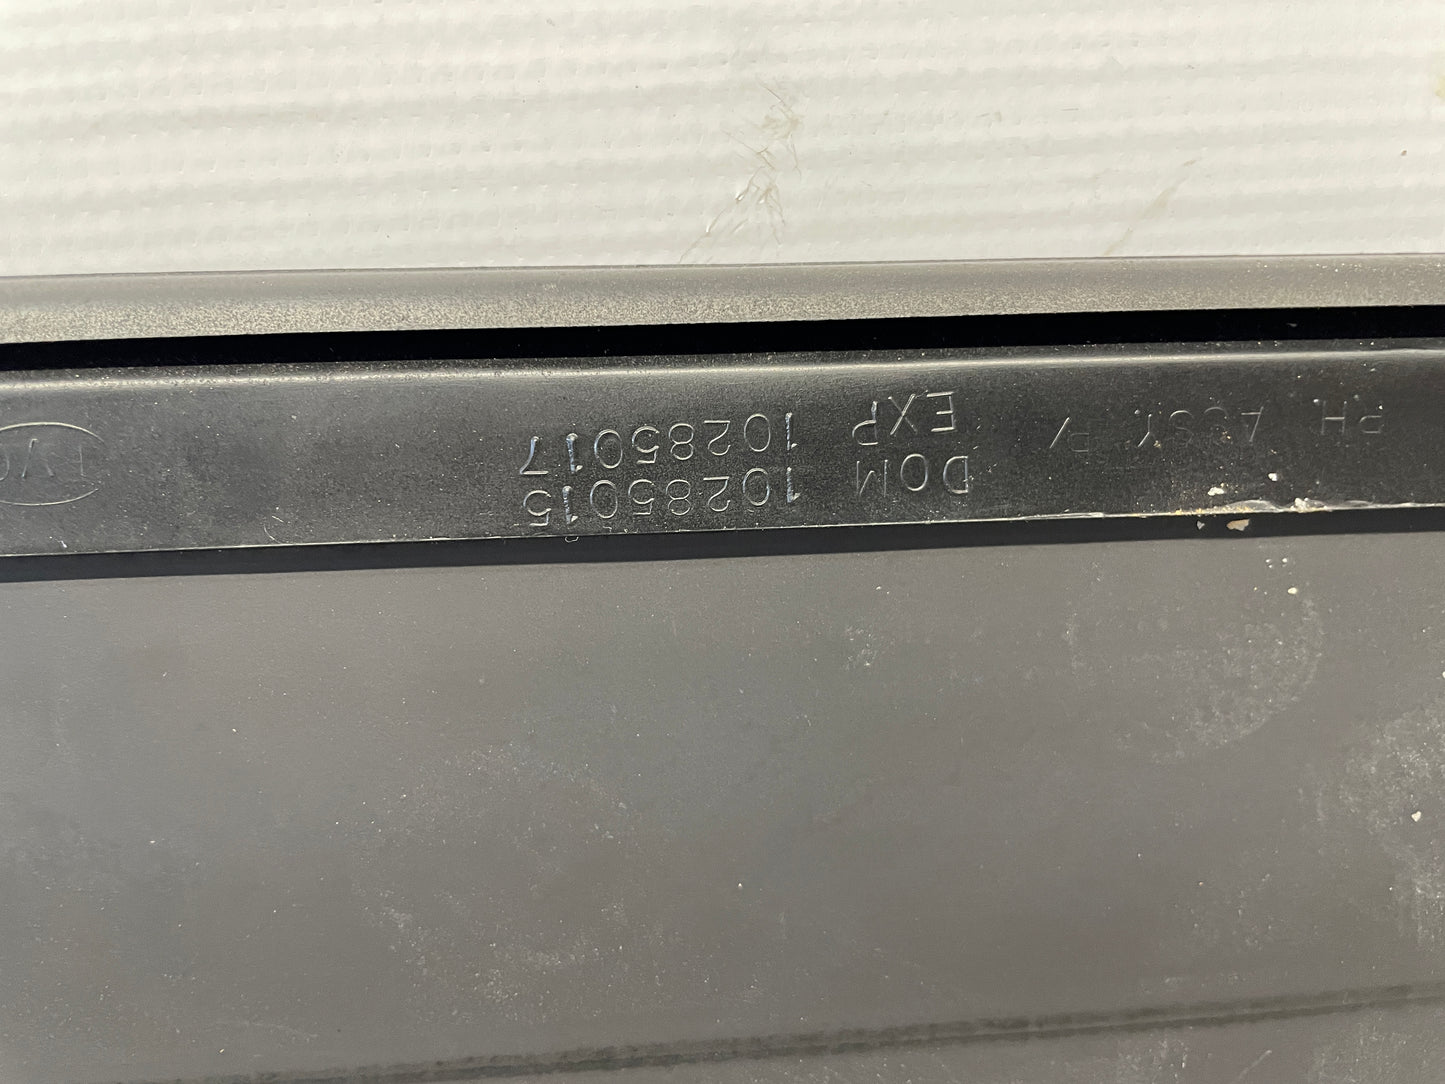 PH ASSY. P/
DOM 10285015
EXP 10285017